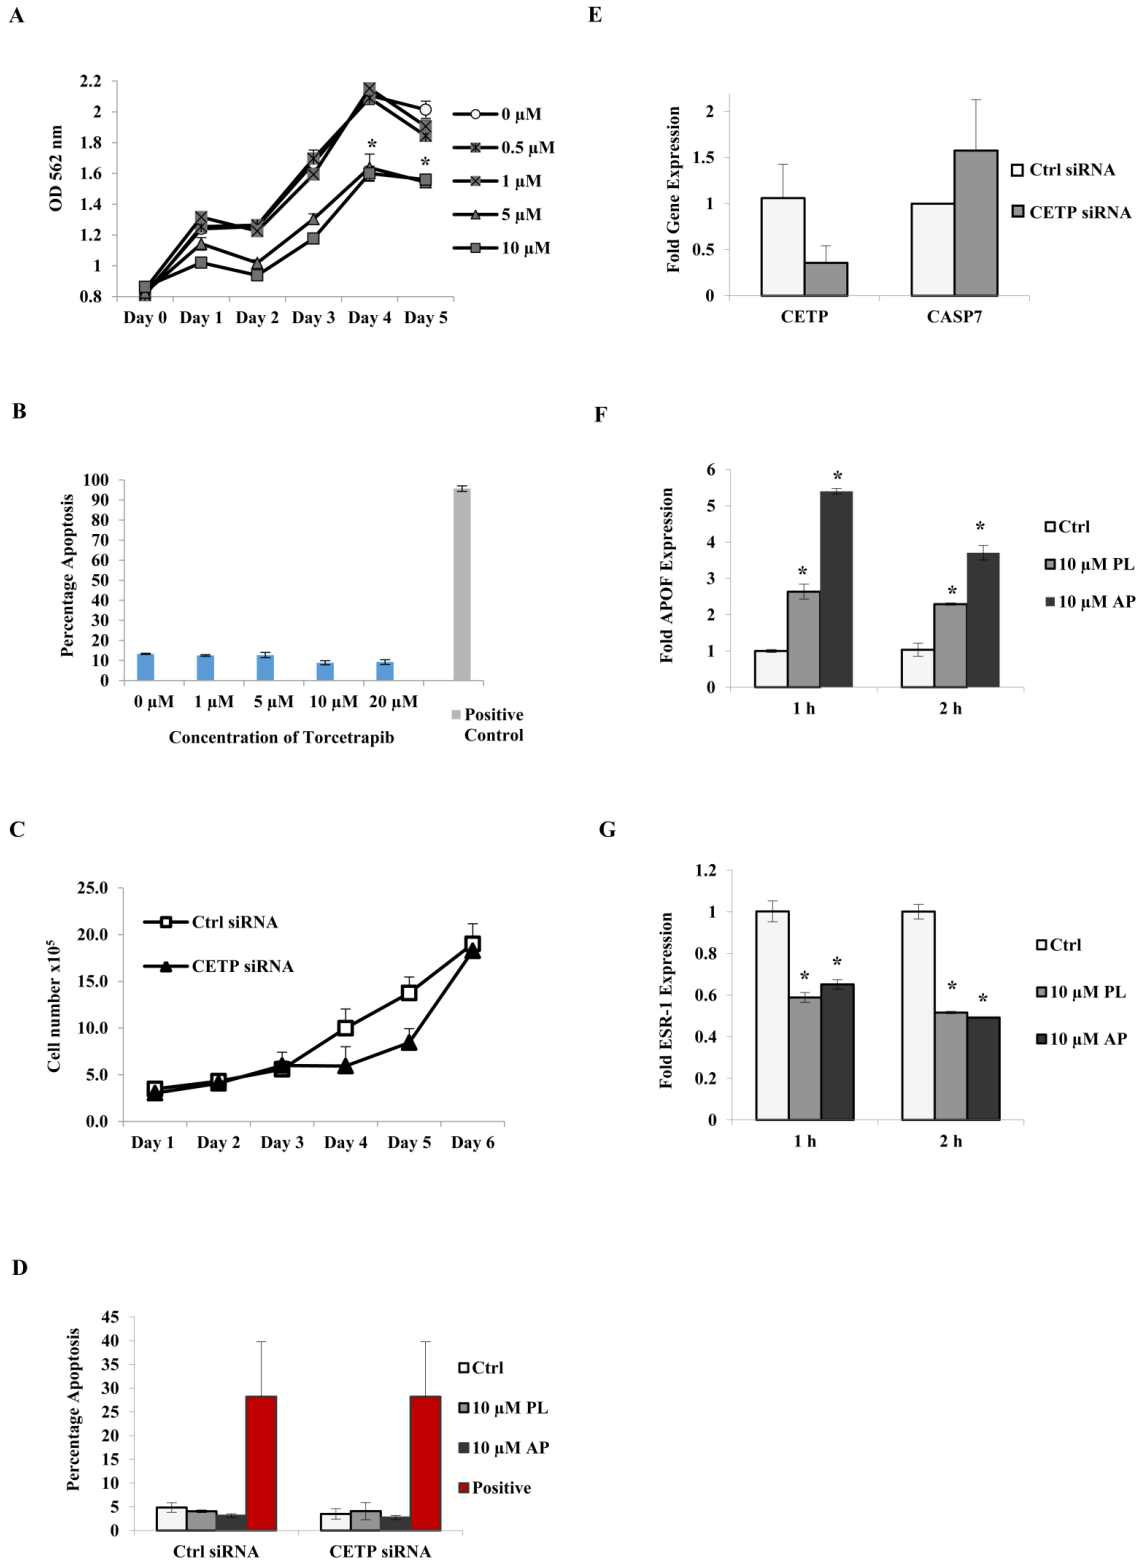 A
2.2
2
1.8
1.6
1.4
1.2
1
0.8
OD 562 nm
*
*
Day 0 Day 1 Day 2 Day 3 Day 4 Day 5
0 µM
0.5 µM
1 µM
5 µM
10 µM
B
100
90
80
70
60
50
40
30
20
10
0
Percentage Apoptosis
0 µM 1 µM 5 µM 10 µM 20 µM
Concentration of Torcetrapib
Positive
Control
C
25.0
20.0
15.0
10.0
5.0
0.0
Cell number x10⁵
Ctrl siRNA
CETP siRNA
Day 1 Day 2 Day 3 Day 4 Day 5 Day 6
D
45
40
35
30
25
20
15
10
5
0
Percentage Apoptosis
Ctrl siRNA CETP siRNA
Ctrl
10 µM PL
10 µM AP
Positive
E
2
1.5
1
0.5
0
Fold Gene Expression
CETP CASP7
Ctrl siRNA
CETP siRNA
F
6
5
4
3
2
1
0
Fold APOF Expression
*
*
*
*
1 h 2 h
Ctrl
10 µM PL
10 µM AP
G
1.2
1
0.8
0.6
0.4
0.2
0
Fold ESR-1 Expression
* *
* *
1 h 2 h
Ctrl
10 µM PL
10 µM AP